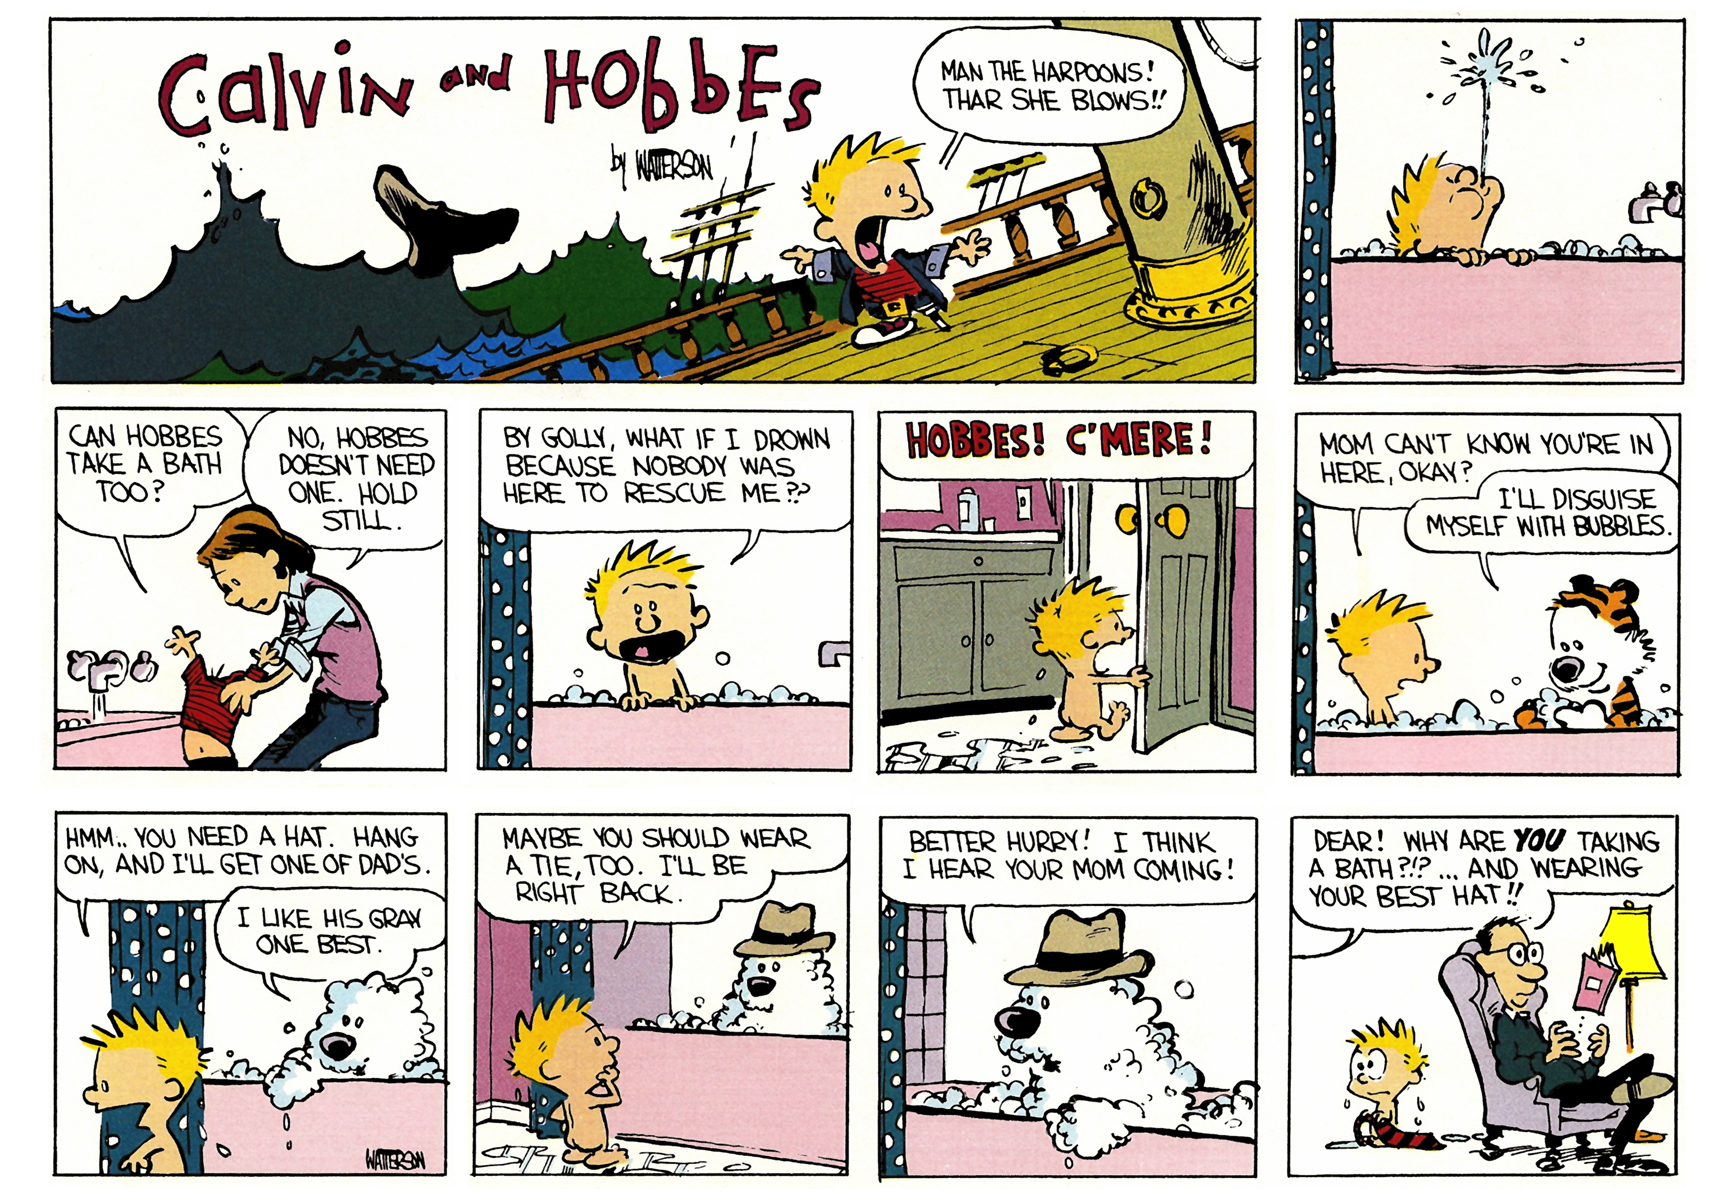 Calvin and Hobbes
by WATTERSON
MAN THE HARPOONS!
THAR SHE BLOWS!!
CAN HOBBES
TAKE A BATH
TOO?
NO, HOBBES
DOESN'T NEED
ONE. HOLD
STILL.
BY GOLLY, WHAT IF I DROWN
BECAUSE NOBODY WAS
HERE TO RESCUE ME??
HOBBES! C'MERE!
MOM CAN'T KNOW YOU'RE IN
HERE, OKAY?
I'LL DISGUISE
MYSELF WITH BUBBLES.
HMM.. YOU NEED A HAT. HANG
ON, AND I'LL GET ONE OF DAD'S.
I LIKE HIS GRAY
ONE BEST.
WATTERSON
MAYBE YOU SHOULD WEAR
A TIE, TOO. I'LL BE
RIGHT BACK.
BETTER HURRY! I THINK
I HEAR YOUR MOM COMING!
DEAR! WHY ARE YOU TAKING
A BATH?!? ... AND WEARING
YOUR BEST HAT!!